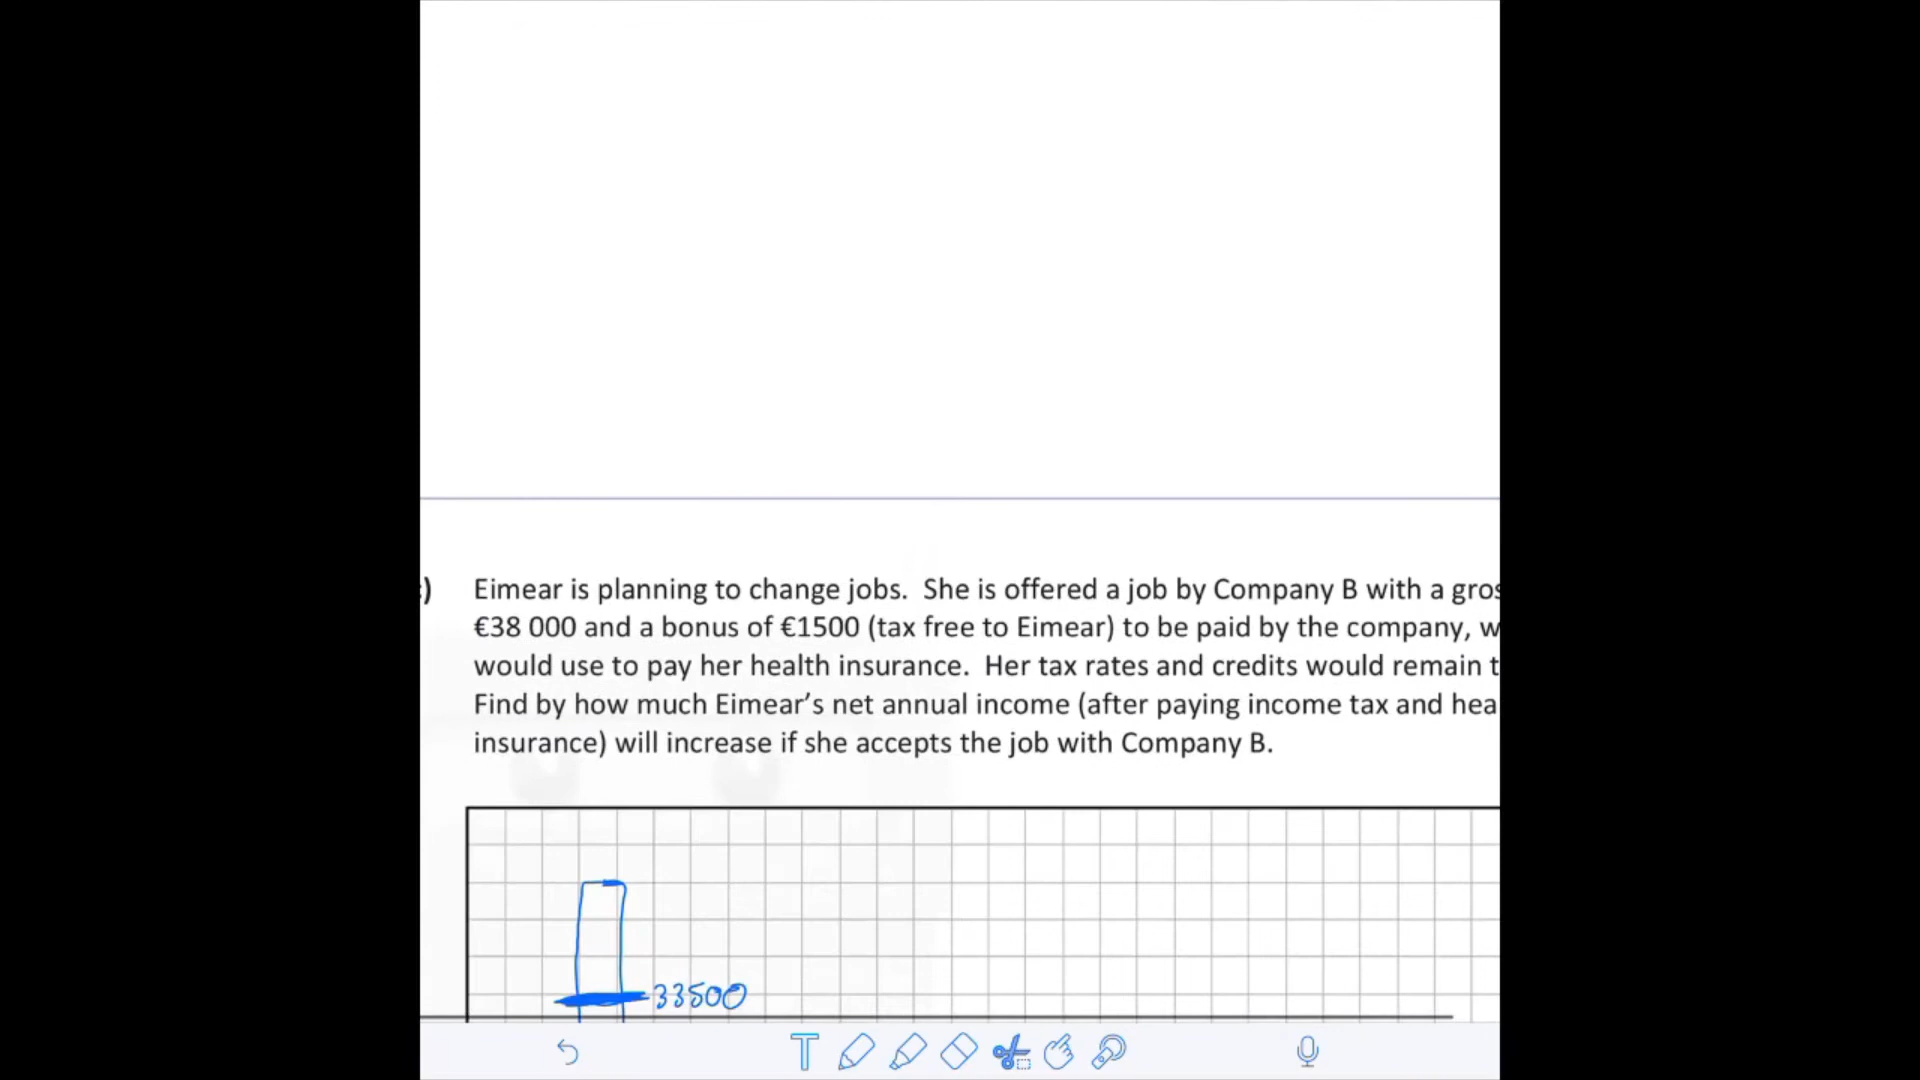 ) Eimear is planning to change jobs. She is offered a job by Company B with a gros
€38 000 and a bonus of €1500 (tax free to Eimear) to be paid by the company, w
would use to pay her health insurance. Her tax rates and credits would remain t
Find by how much Eimear’s net annual income (after paying income tax and hea
insurance) will increase if she accepts the job with Company B.
33500
T